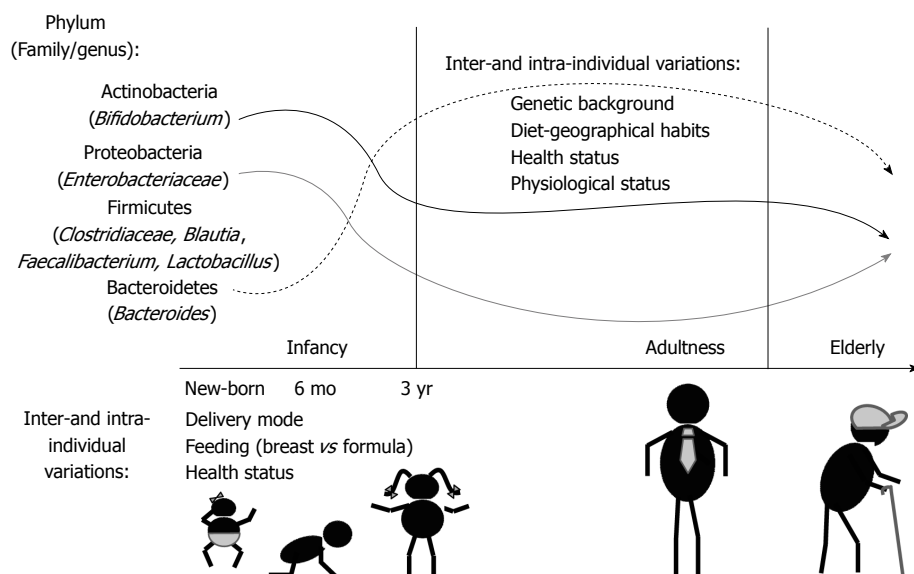 Phylum
(Family/genus):
Actinobacteria
(Bifidobacterium)
Proteobacteria
(Enterobacteriaceae)
Firmicutes
(Clostridiaceae, Blautia,
Faecalibacterium, Lactobacillus)
Bacteroidetes
(Bacteroides)
Inter-and intra-individual variations:
Genetic background
Diet-geographical habits
Health status
Physiological status
Infancy
Adultness
Elderly
New-born 6 mo 3 yr
Inter-and intra-
individual
variations:
Delivery mode
Feeding (breast vs formula)
Health status